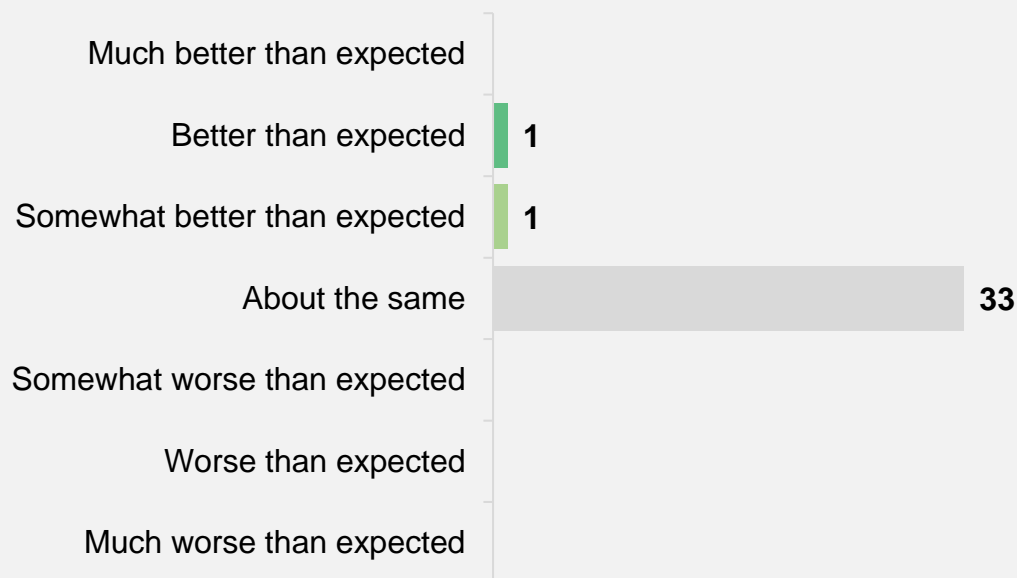 Much better than expected
Better than expected 1
Somewhat better than expected 1
About the same 33
Somewhat worse than expected
Worse than expected
Much worse than expected